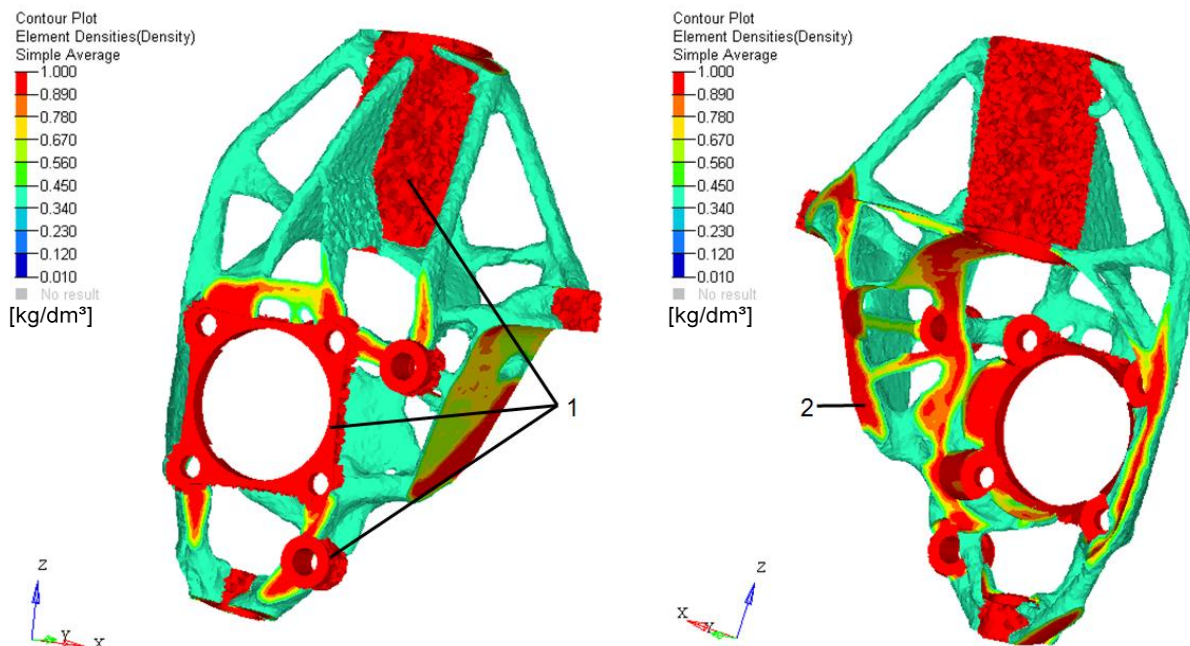 Contour Plot
Element Densities(Density)
Simple Average
1.000
0.890
0.780
0.670
0.560
0.450
0.340
0.230
0.120
0.010
No result
[kg/dm³]
1
Z
Y
X
Contour Plot
Element Densities(Density)
Simple Average
1.000
0.890
0.780
0.670
0.560
0.450
0.340
0.230
0.120
0.010
No result
[kg/dm³]
2
Z
X
Y